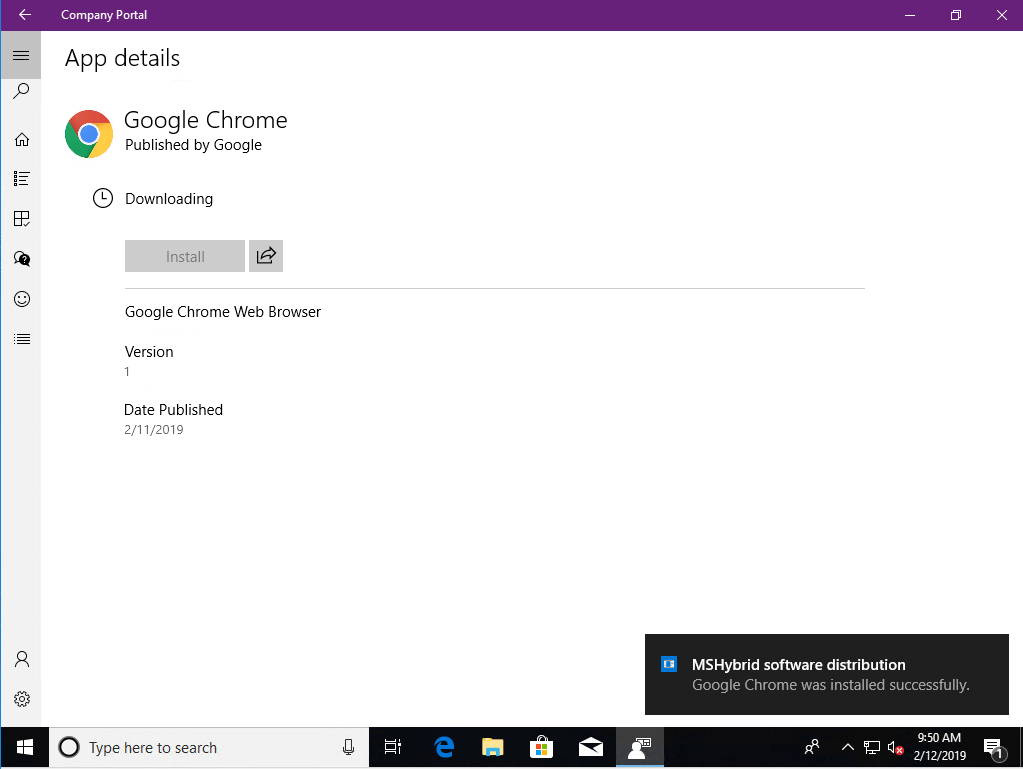 Company Portal
App details
Google Chrome
Published by Google
Downloading
Install
Google Chrome Web Browser
Version
1
Date Published
2/11/2019
MSHybrid software distribution
Google Chrome was installed successfully.
Type here to search
9:50 AM
2/12/2019
1